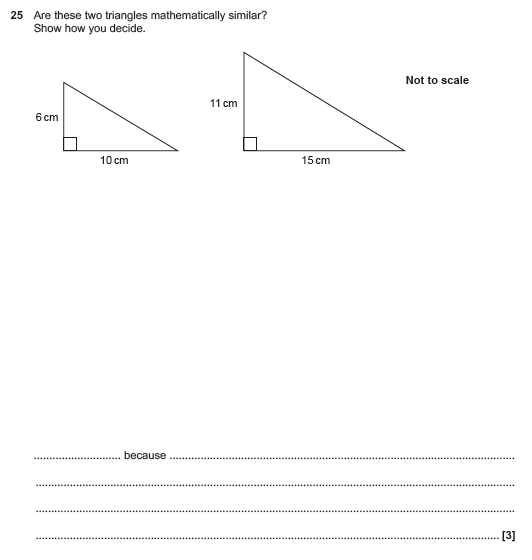 25 Are these two triangles mathematically similar?
Show how you decide.
Not to scale
11 cm
6 cm
10 cm
15 cm
............................ because ..................................................................................................................
................................................................................................................................................................
................................................................................................................................................................
.......................................................................................................................................................... [3]